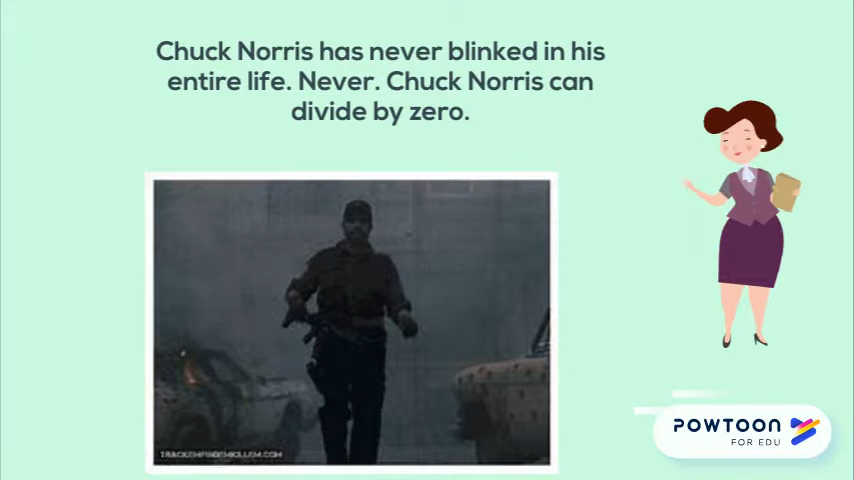 Chuck Norris has never blinked in his
entire life. Never. Chuck Norris can
divide by zero.
POWTOON
FOR EDU